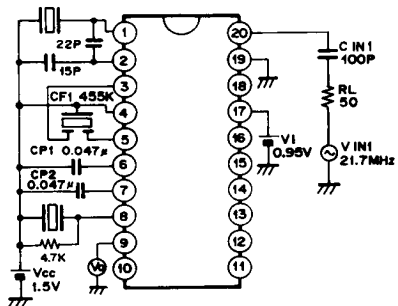 22P
15P
CF1 455K
CP1 0.047μ
CP2
0.047μ
4.7K
Vcc
1.5V
Va
1
2
3
4
5
6
7
8
9
10
20
19
18
17
16
15
14
13
12
11
V1
0.95V
C IN1
100P
RL
50
V IN1
21.7MHz